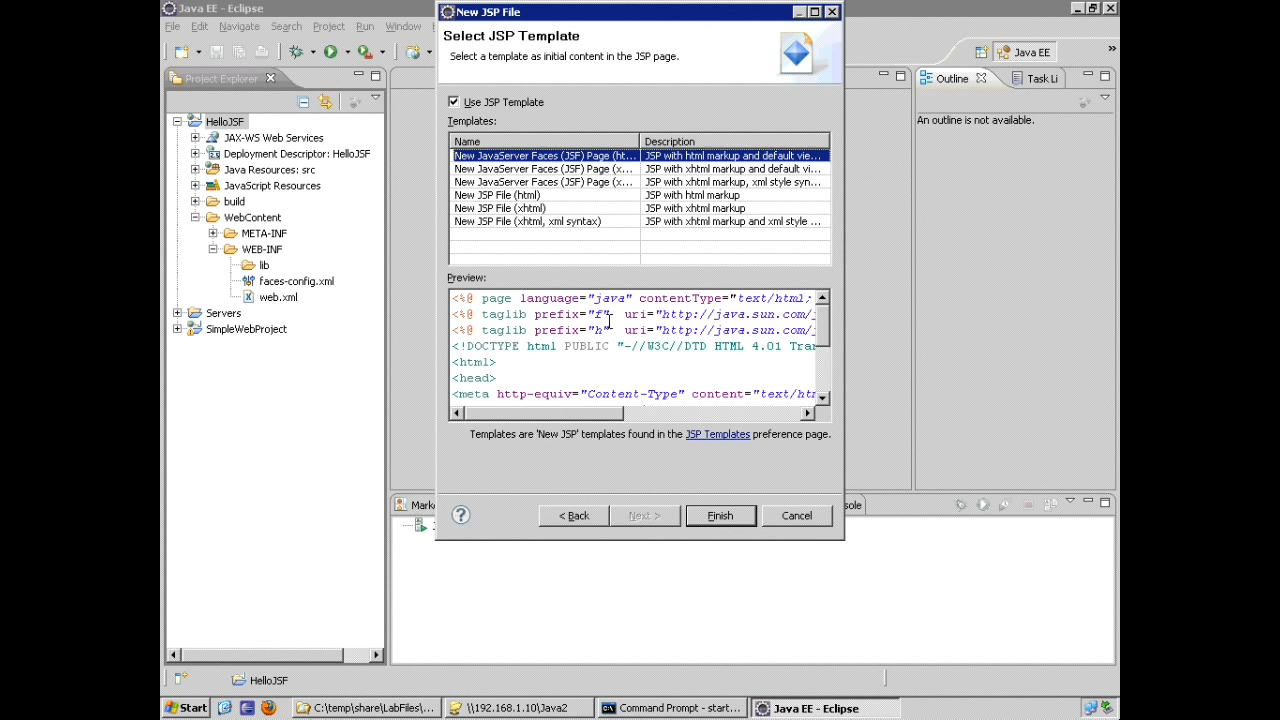 Java EE - Eclipse
New JSP File
File Edit Navigate Search Project Run Window
Select JSP Template
Select a template as initial content in the JSP page.
Java EE
Project Explorer
Outline
Task Li
An outline is not available.
Use JSP Template
Templates:
Name Description
New JavaServer Faces (JSF) Page (ht... JSP with html markup and default vie...
New JavaServer Faces (JSF) Page (x... JSP with xhtml markup and default vi...
New JavaServer Faces (JSF) Page (x... JSP with xhtml markup, xml style syn...
New JSP File (html) JSP with html markup
New JSP File (xhtml) JSP with xhtml markup
New JSP File (xhtml, xml syntax) JSP with xhtml markup and xml style ...
HelloJSF
JAX-WS Web Services
Deployment Descriptor: HelloJSF
Java Resources: src
JavaScript Resources
build
WebContent
META-INF
WEB-INF
lib
faces-config.xml
web.xml
Servers
SimpleWebProject
Preview:
<%@ page language="java" contentType="text/html;
<%@ taglib prefix="f" uri="http://java.sun.com/j
<%@ taglib prefix="h" uri="http://java.sun.com/j
<!DOCTYPE html PUBLIC "-//W3C//DTD HTML 4.01 Tran
<html>
<head>
<meta http-equiv="Content-Type" content="text/htm
Templates are 'New JSP' templates found in the JSP Templates preference page.
Mark
sole
< Back
Next >
Finish
Cancel
HelloJSF
Start
C:\temp\share\LabFiles\...
\\192.168.1.10\Java2
Command Prompt - start...
Java EE - Eclipse